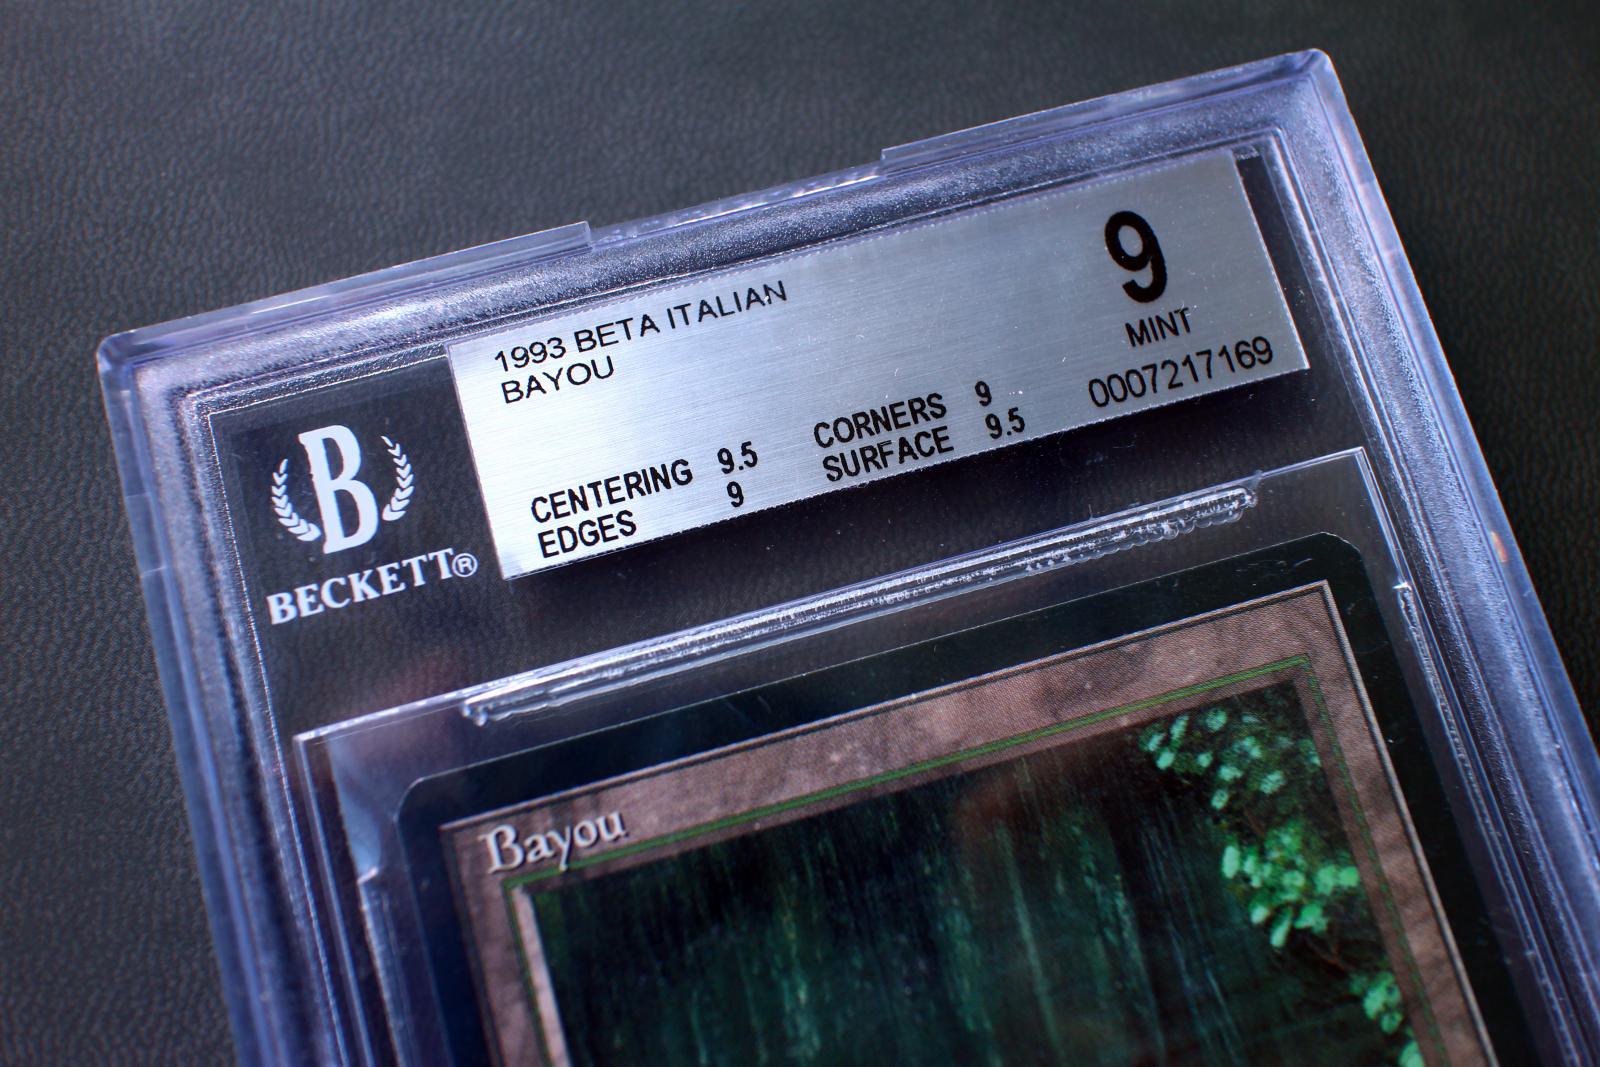 1993 BETA ITALIAN
BAYOU
9
MINT
0007217169
CENTERING 9.5 CORNERS 9
EDGES 9 SURFACE 9.5
B
BECKETT®
Bayou